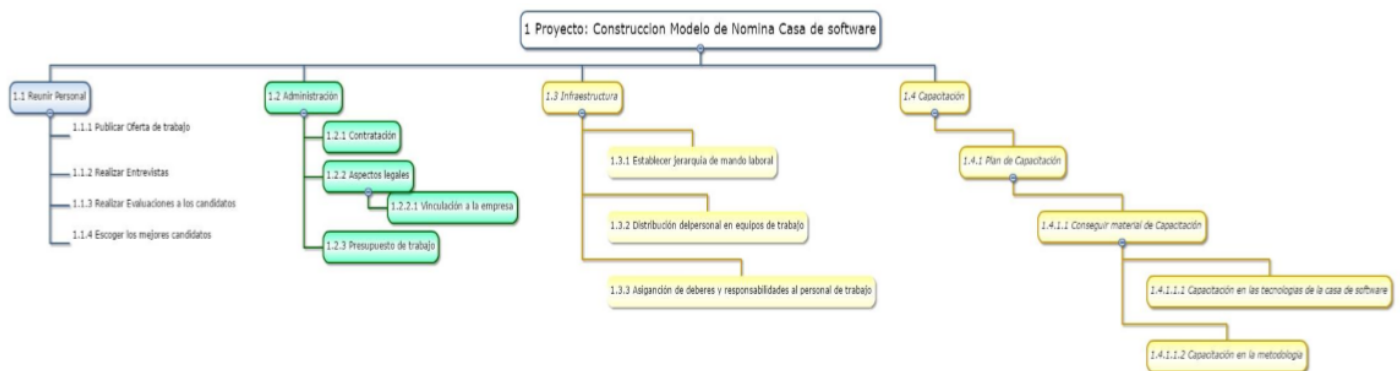 1 Proyecto: Construccion Modelo de Nomina Casa de software
1.1 Reunir Personal
1.1.1 Publicar Oferta de trabajo
1.1.2 Realizar Entrevistas
1.1.3 Realizar Evaluaciones a los candidatos
1.1.4 Escoger los mejores candidatos
1.2 Administración
1.2.1 Contratación
1.2.2 Aspectos legales
1.2.2.1 Vinculación a la empresa
1.2.3 Presupuesto de trabajo
1.3 Infraestructura
1.3.1 Establecer jerarquia de mando laboral
1.3.2 Distribución delpersonal en equipos de trabajo
1.3.3 Asigancíón de deberes y responsabilidades al personal de trabajo
1.4 Capacitación
1.4.1 Plan de Capacitación
1.4.1.1 Conseguir material de Capacitación
1.4.1.1.1 Capacitación en las tecnologias de la casa de software
1.4.1.1.2 Capacitación en la metodologia